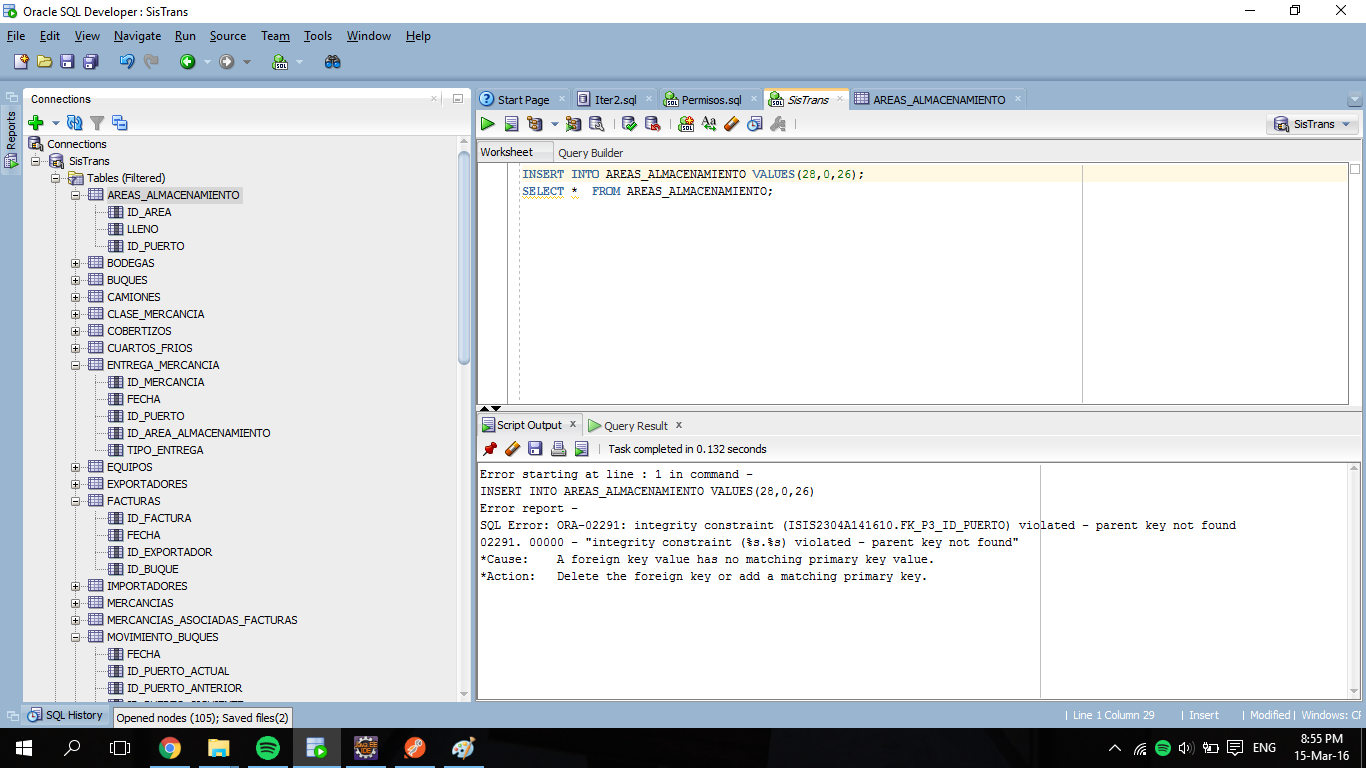 Oracle SQL Developer : SisTrans
File Edit View Navigate Run Source Team Tools Window Help
Reports
Connections
Connections
SisTrans
Tables (Filtered)
AREAS_ALMACENAMIENTO
ID_AREA
LLENO
ID_PUERTO
BODEGAS
BUQUES
CAMIONES
CLASE_MERCANCIA
COBERTIZOS
CUARTOS_FRIOS
ENTREGA_MERCANCIA
ID_MERCANCIA
FECHA
ID_PUERTO
ID_AREA_ALMACENAMIENTO
TIPO_ENTREGA
EQUIPOS
EXPORTADORES
FACTURAS
ID_FACTURA
FECHA
ID_EXPORTADOR
ID_BUQUE
IMPORTADORES
MERCANCIAS
MERCANCIAS_ASOCIADAS_FACTURAS
MOVIMIENTO_BUQUES
FECHA
ID_PUERTO_ACTUAL
ID_PUERTO_ANTERIOR
Start Page Iter2.sql Permisos.sql SisTrans AREAS_ALMACENAMIENTO
SisTrans
Worksheet Query Builder
INSERT INTO AREAS_ALMACENAMIENTO VALUES(28,0,26);
SELECT * FROM AREAS_ALMACENAMIENTO;
Script Output Query Result
Task completed in 0.132 seconds
Error starting at line : 1 in command -
INSERT INTO AREAS_ALMACENAMIENTO VALUES(28,0,26)
Error report -
SQL Error: ORA-02291: integrity constraint (ISIS2304A141610.FK_P3_ID_PUERTO) violated - parent key not found
02291. 00000 - "integrity constraint (%s.%s) violated - parent key not found"
*Cause: A foreign key value has no matching primary key value.
*Action: Delete the foreign key or add a matching primary key.
SQL History
Opened nodes (105); Saved files(2)
Line 1 Column 29 Insert Modified Windows: CF
ENG
8:55 PM
15-Mar-16